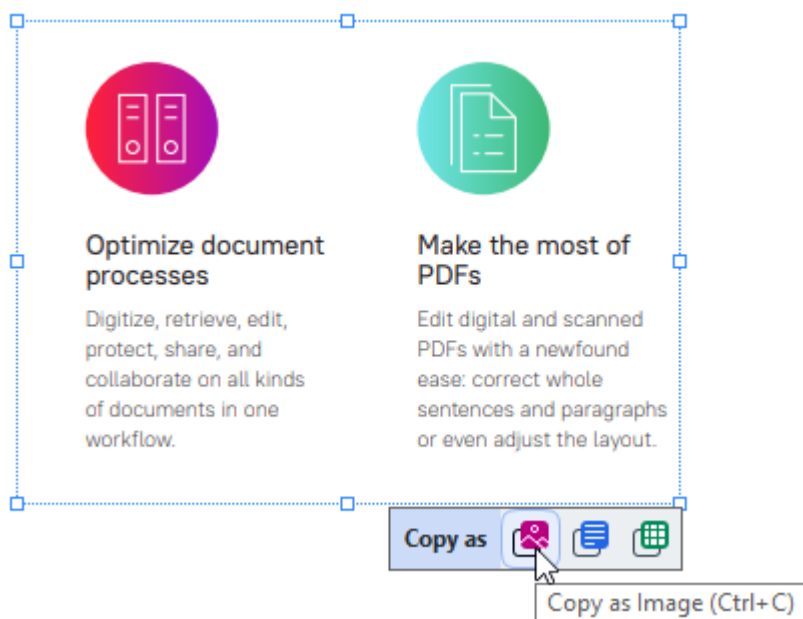 Optimize document
processes
Digitize, retrieve, edit,
protect, share, and
collaborate on all kinds
of documents in one
workflow.
Make the most of
PDFs
Edit digital and scanned
PDFs with a newfound
ease: correct whole
sentences and paragraphs
or even adjust the layout.
Copy as
Copy as Image (Ctrl+C)